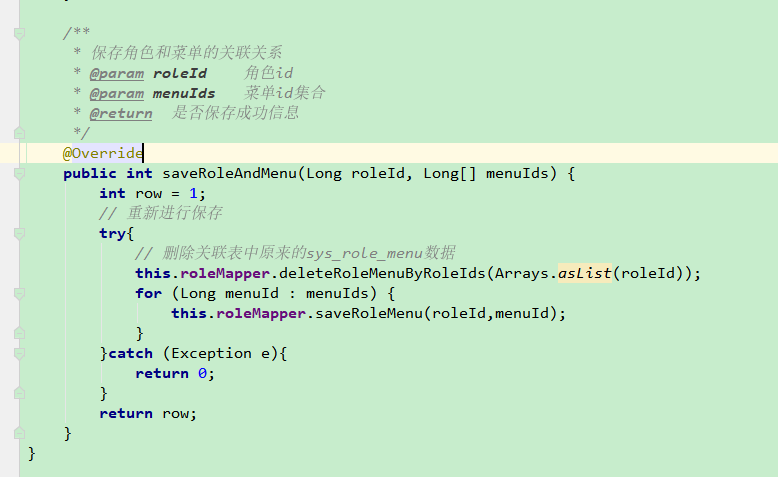 /**
 * 保存角色和菜单的关联关系
 * @param roleId    角色id
 * @param menuIds   菜单id集合
 * @return  是否保存成功信息
 */
@Override
public int saveRoleAndMenu(Long roleId, Long[] menuIds) {
    int row = 1;
    // 重新进行保存
    try{
        // 删除关联表中原来的sys_role_menu数据
        this.roleMapper.deleteRoleMenuByRoleIds(Arrays.asList(roleId));
        for (Long menuId : menuIds) {
            this.roleMapper.saveRoleMenu(roleId,menuId);
        }
    }catch (Exception e){
        return 0;
    }
    return row;
}
}